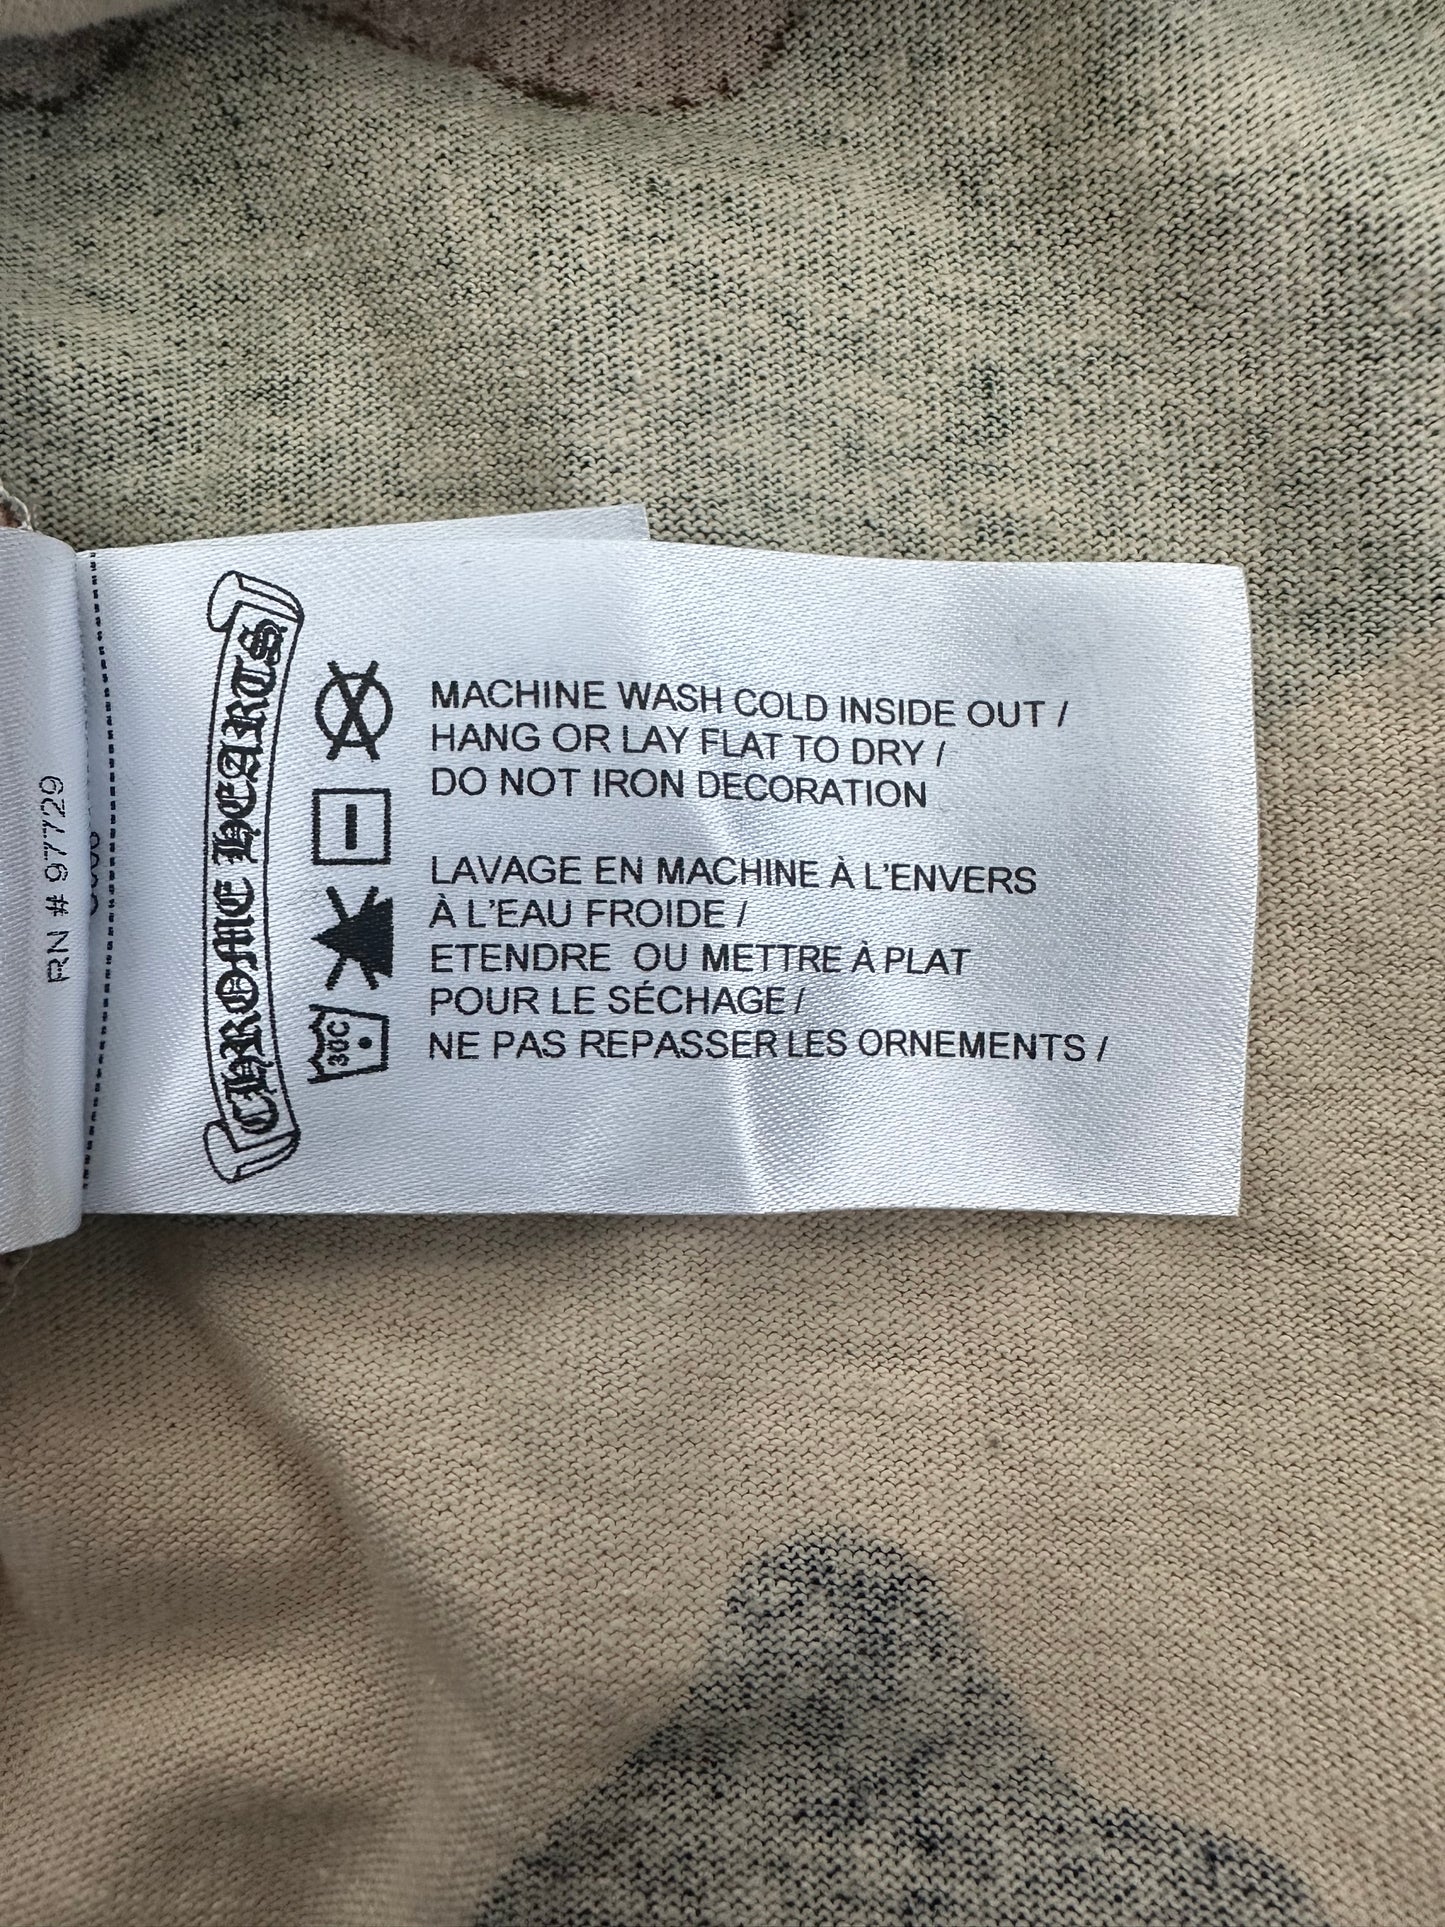 RN # 97729
CHROME HEARTS
MACHINE WASH COLD INSIDE OUT /
HANG OR LAY FLAT TO DRY /
DO NOT IRON DECORATION
LAVAGE EN MACHINE À L'ENVERS
À L'EAU FROIDE /
ETENDRE OU METTRE À PLAT
POUR LE SÉCHAGE /
NE PAS REPASSER LES ORNEMENTS /
30C